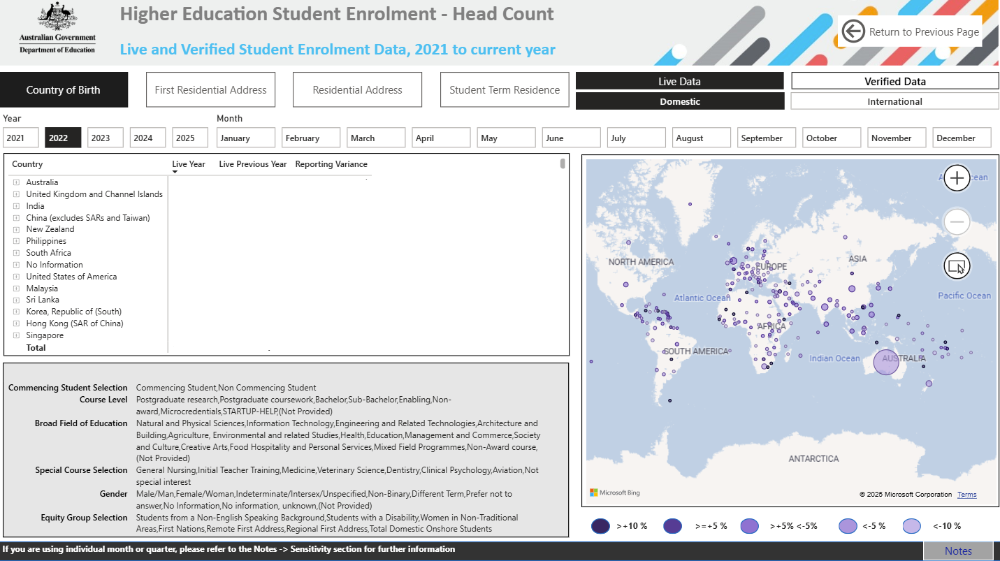 Higher Education Student Enrolment - Head Count
Australian Government
Department of Education
Live and Verified Student Enrolment Data, 2021 to current year
Return to Previous Page
Country of Birth
First Residential Address
Residential Address
Student Term Residence
Live Data
Verified Data
Domestic
International
Year
Month
2021
2022
2023
2024
2025
January
February
March
April
May
June
July
August
September
October
November
December
Country
Live Year
Live Previous Year
Reporting Variance
Australia
United Kingdom and Channel Islands
India
China (excludes SARs and Taiwan)
New Zealand
Philippines
South Africa
No Information
United States of America
Malaysia
Sri Lanka
Korea, Republic of (South)
Hong Kong (SAR of China)
Singapore
Total
Commencing Student Selection Commencing Student,Non Commencing Student
Course Level Postgraduate research,Postgraduate coursework,Bachelor,Sub-Bachelor,Enabling,Non-
award,Microcredentials,STARTUP-HELP,(Not Provided)
Broad Field of Education Natural and Physical Sciences,Information Technology,Engineering and Related Technologies,Architecture and
Building,Agriculture, Environmental and related Studies,Health,Education,Management and Commerce,Society
and Culture,Creative Arts,Food Hospitality and Personal Services,Mixed Field Programmes,Non-Award course,
(Not Provided)
Special Course Selection General Nursing,Initial Teacher Training,Medicine,Veterinary Science,Dentistry,Clinical Psychology,Aviation,Not
special interest
Gender Male/Man,Female/Woman,Indeterminate/Intersex/Unspecified,Non-Binary,Different Term,Prefer not to
answer,No Information,No information, unknown,(Not Provided)
Equity Group Selection Students from a Non-English Speaking Background,Students with a Disability,Women in Non-Traditional
Areas,First Nations,Remote First Address,Regional First Address,Total Domestic Onshore Students
NORTH AMERICA
EUROPE
ASIA
Atlantic Ocean
Pacific Ocean
AFRICA
SOUTH AMERICA
Indian Ocean
AUSTRALIA
ANTARCTICA
Microsoft Bing
© 2025 Microsoft Corporation Terms
>+10 %
>=+5 %
>+5% <-5%
<-5 %
<-10 %
If you are using individual month or quarter, please refer to the Notes -> Sensitivity section for further information
Notes